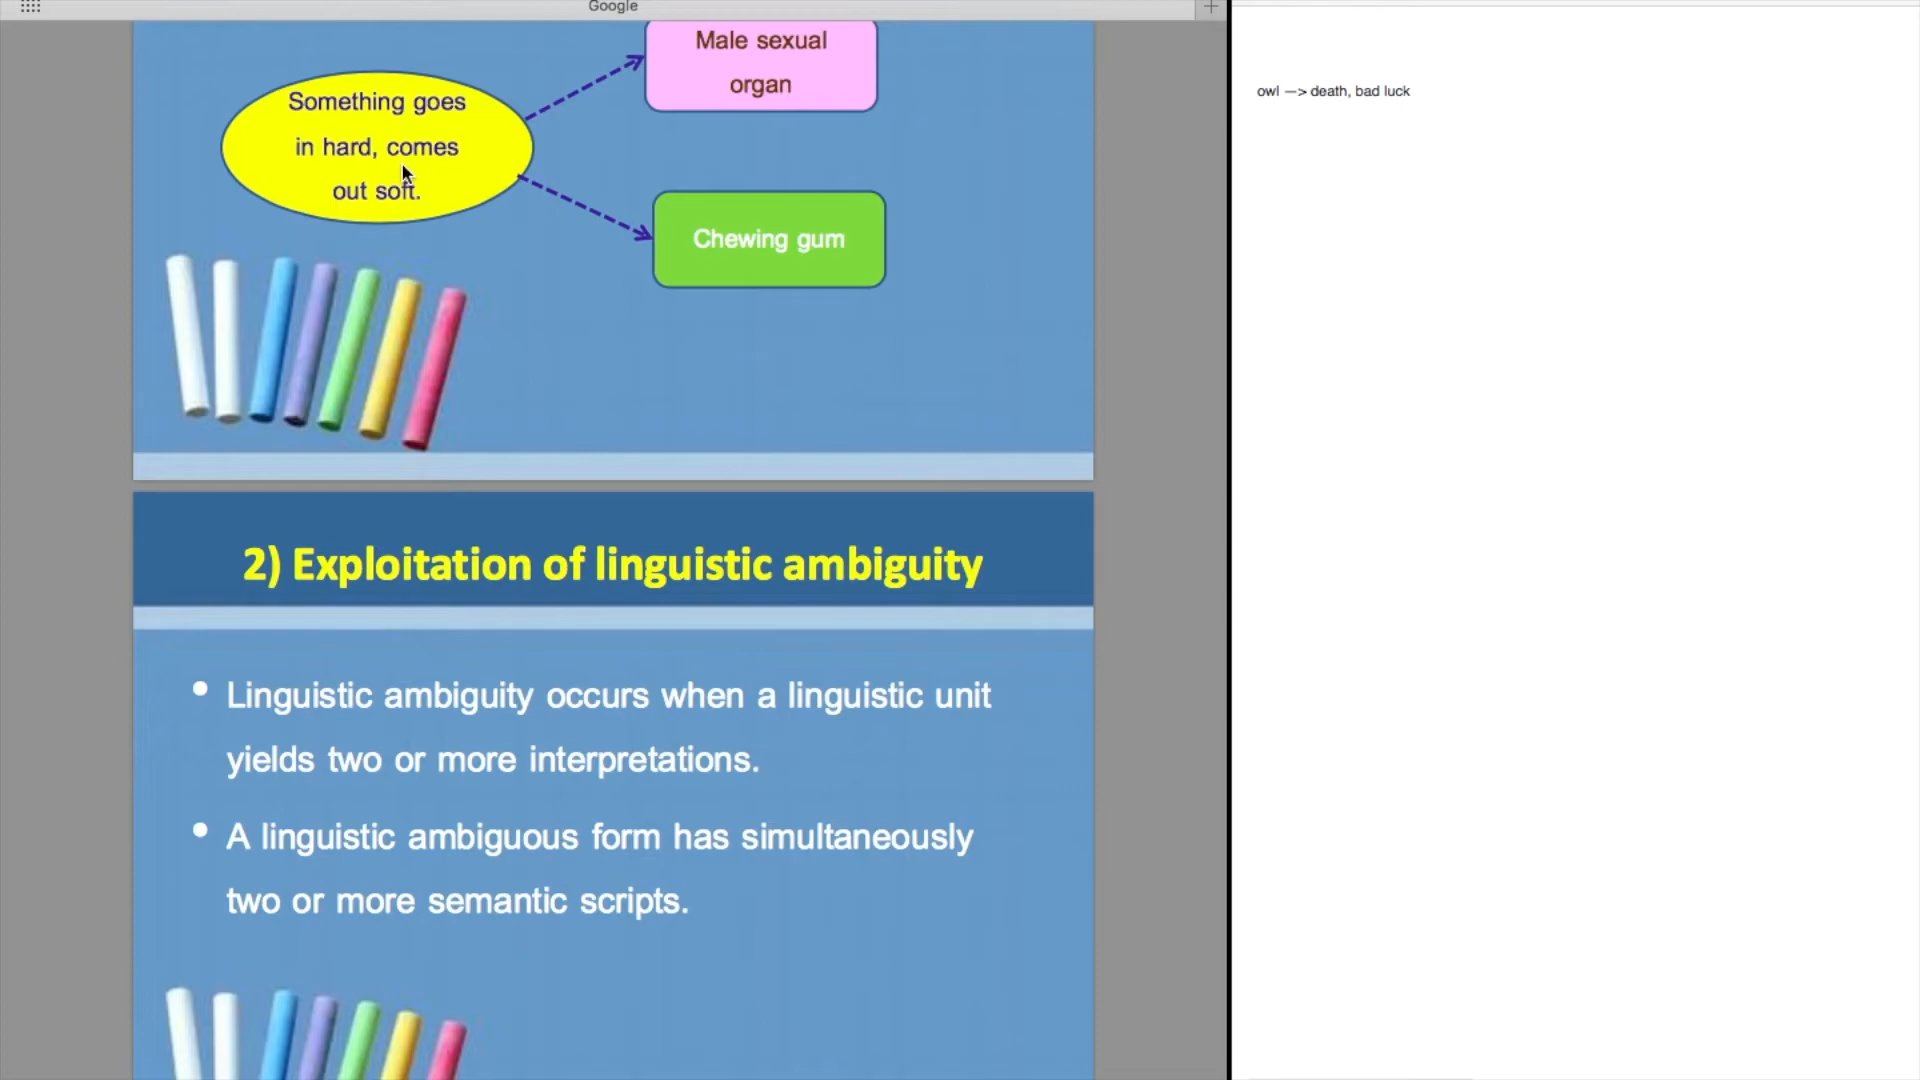 Google
Male sexual
organ
Something goes
in hard, comes
out soft.
Chewing gum
2) Exploitation of linguistic ambiguity
• Linguistic ambiguity occurs when a linguistic unit
yields two or more interpretations.
• A linguistic ambiguous form has simultaneously
two or more semantic scripts.
owl —> death, bad luck